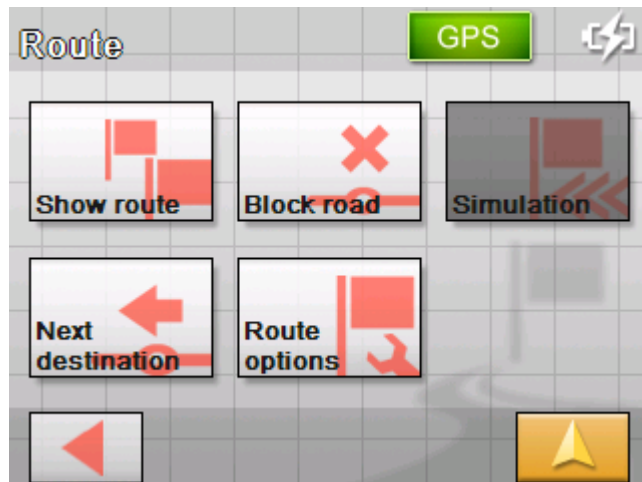 Route
GPS
Show route
Block road
Simulation
Next
destination
Route
options